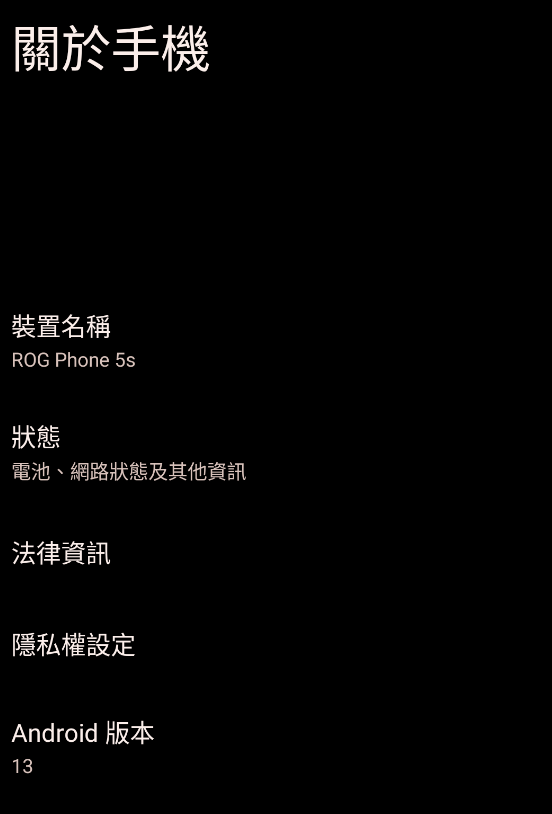 關於手機
裝置名稱
ROG Phone 5s
狀態
電池、網路狀態及其他資訊
法律資訊
隱私權設定
Android 版本
13